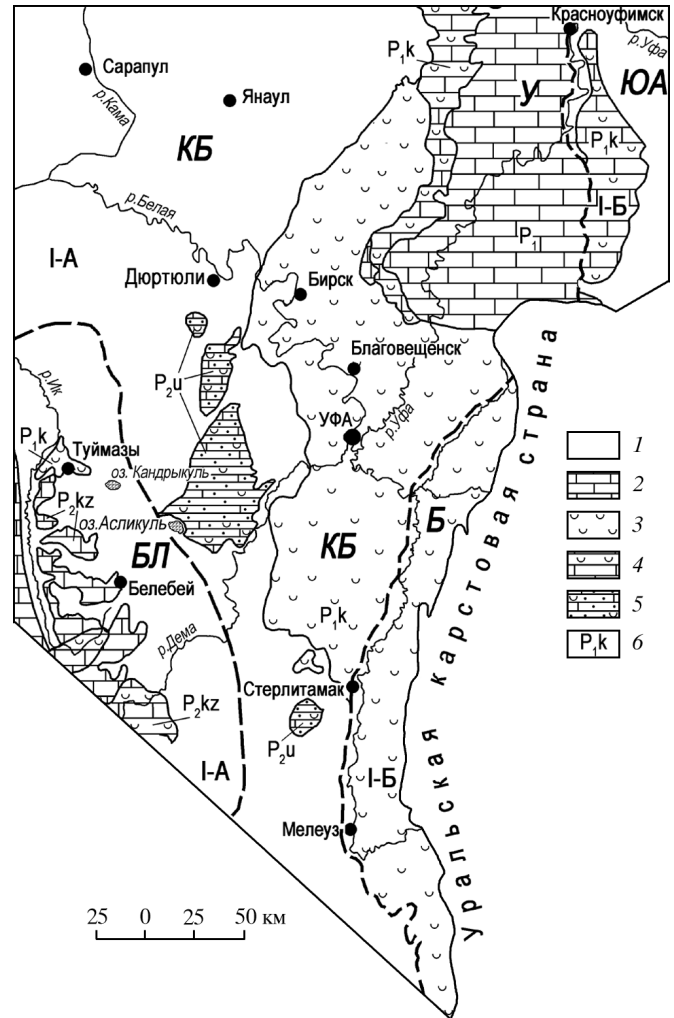 Красноуфимск
р.Уфа
P₁k
Сарапул
У
ЮА
Янаул
р.Кама
КБ
P₁k
р.Белая
I-Б
P₁
I-А
Дюртюли
Бирск
Благовещенск
P₂u
р.Ик
УФА
р.Уфа
P₁k
Туймазы
оз. Кандрыкуль
P₂kz
оз.Асликуль
Б
КБ
БЛ
Белебей
P₁k
р.Дема
Стерлитамак
P₂kz
P₂u
I-А
I-Б
Мелеуз
Уральская карстовая страна
1
2
3
4
5
P₁k 6
25 0 25 50 км